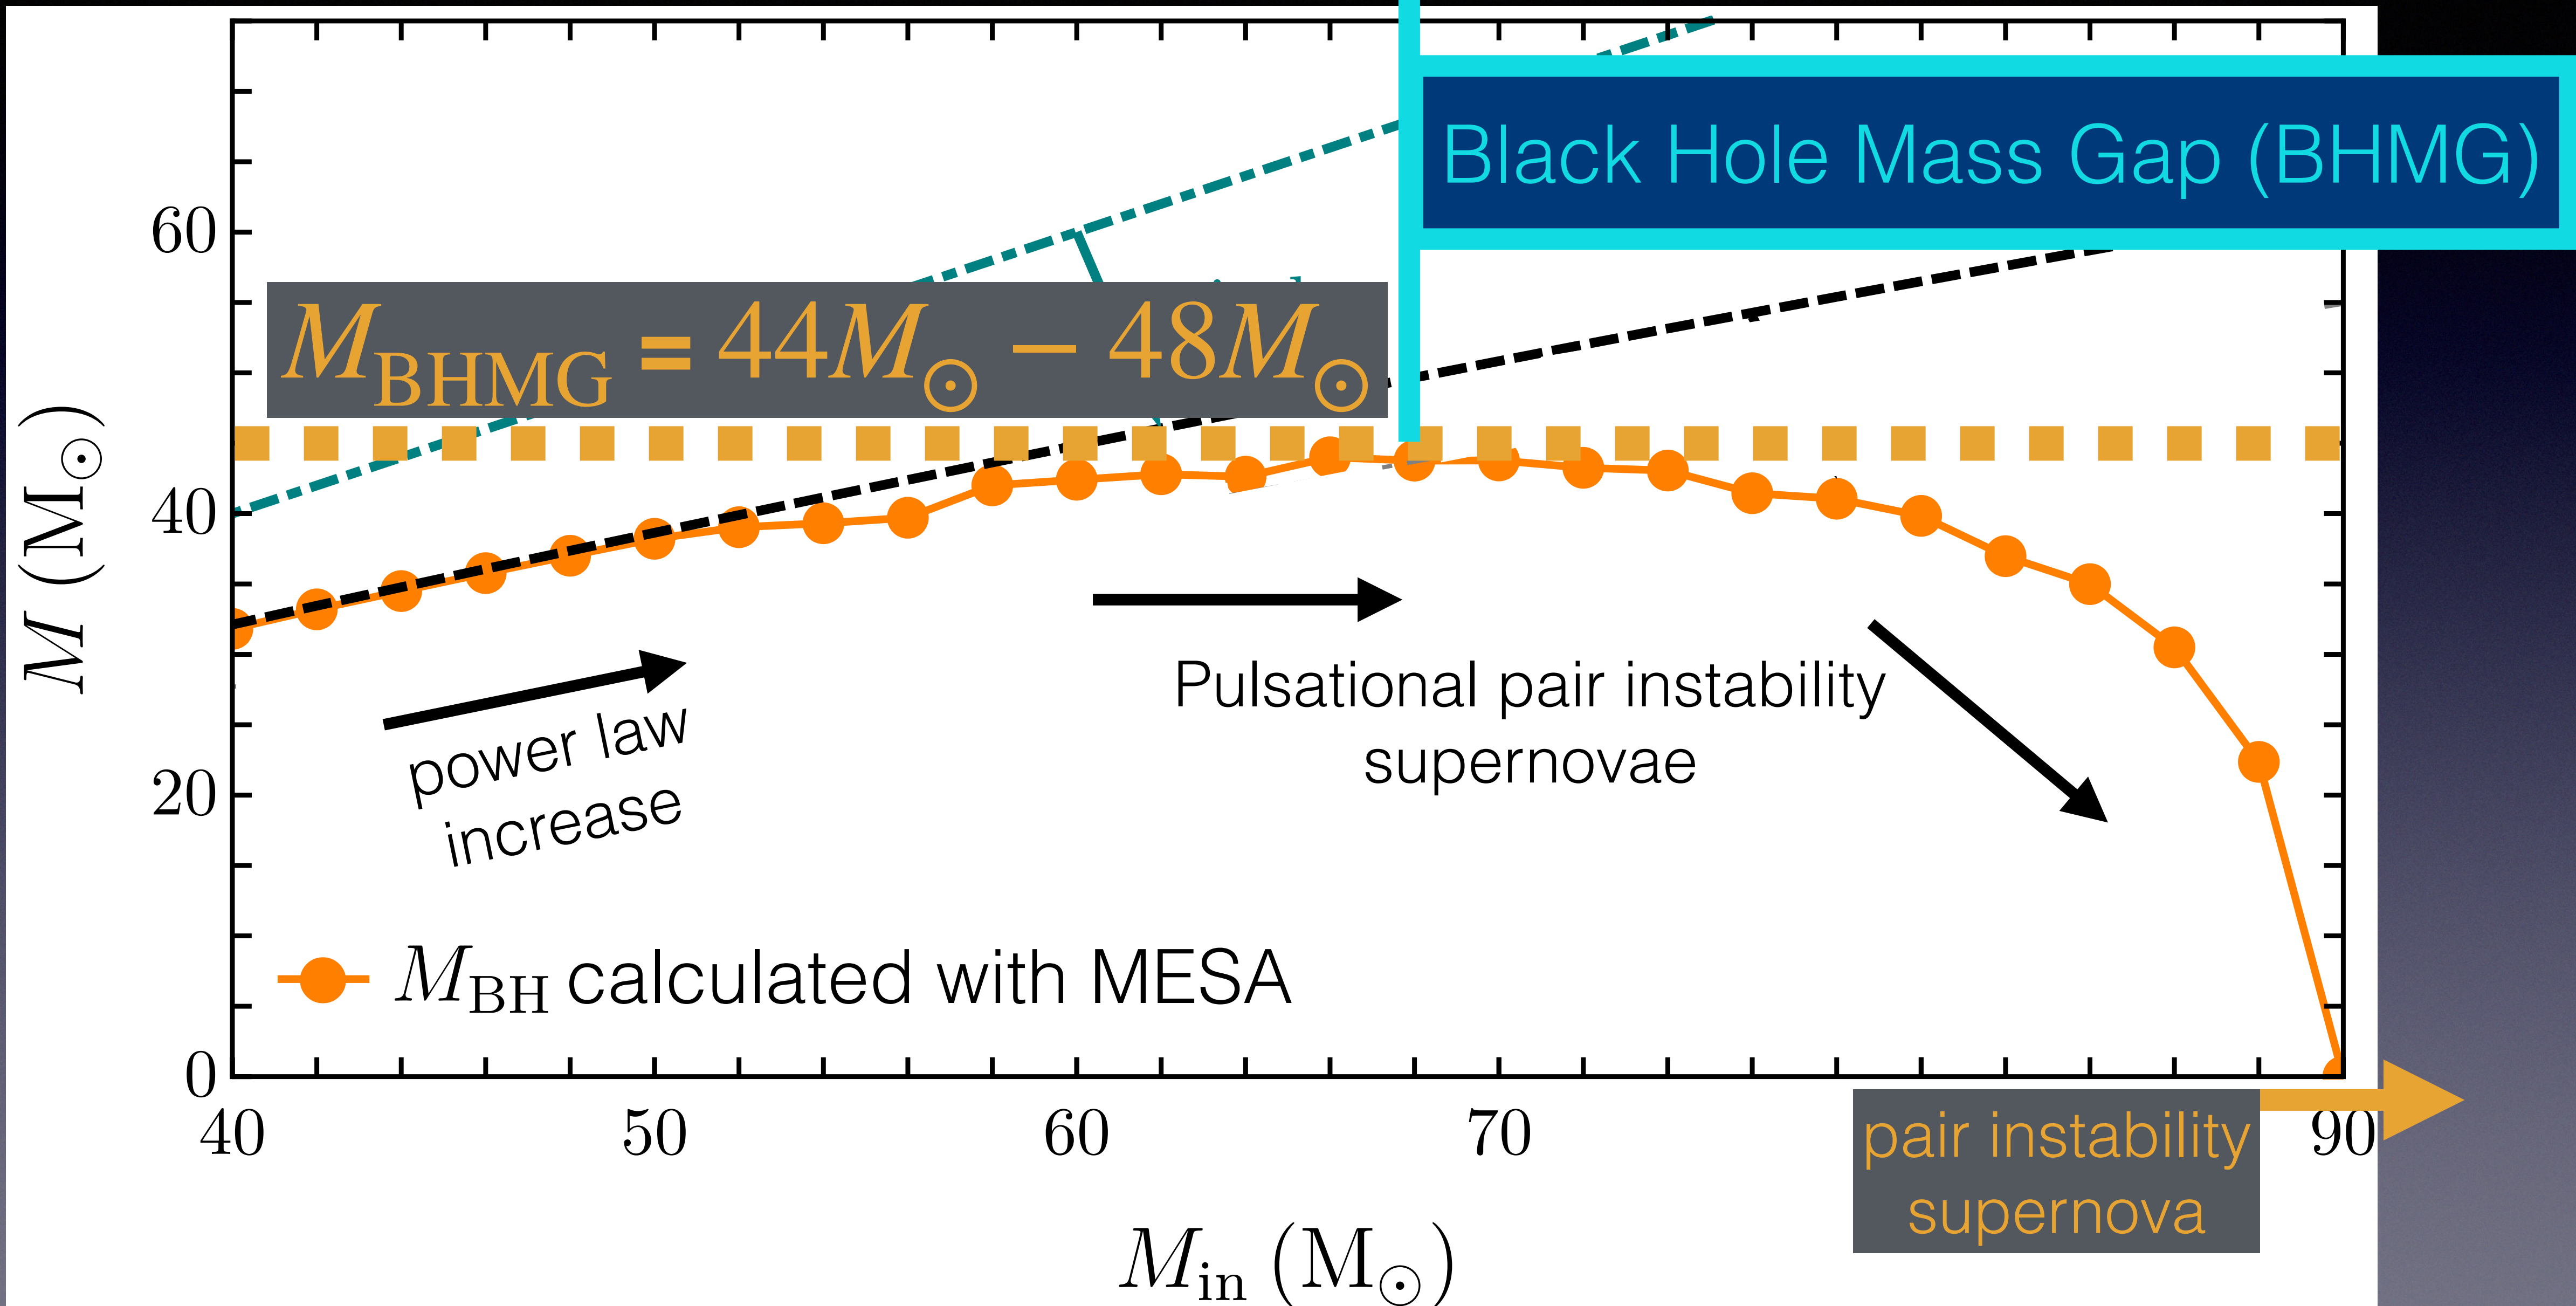 Black Hole Mass Gap (BHMG)
60
M_BHMG = 44M_⊙ − 48M_⊙
M (M_⊙)
40
Pulsational pair instability
supernovae
power law
increase
20
M_BH calculated with MESA
0
40 50 60 70 90
pair instability
supernova
M_in (M_⊙)